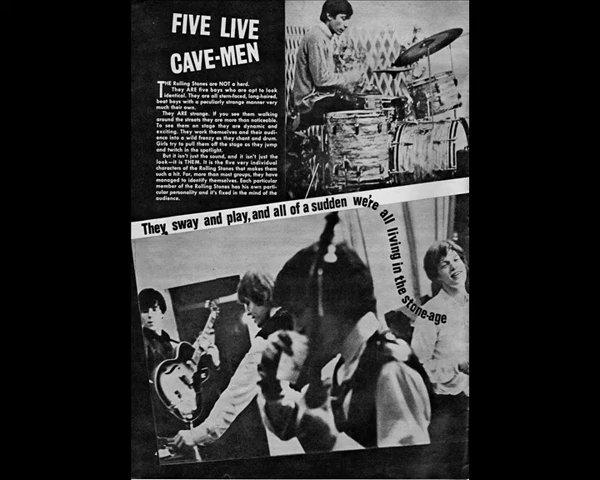 FIVE LIVE
CAVE-MEN
THE Rolling Stones are NOT a herd.
They ARE five boys who are apt to look
identical. They are all stern-faced, long-haired,
beat boys with a peculiarly strange manner very
much their own.
They ARE strange. If you see them walking
around the streets they are more than noticeable.
To see them on stage they are dynamic and
exciting. They work themselves and their audi-
ence into a wild frenzy as they chant and drum.
Girls try to pull them off the stage as they jump
and twitch in the spotlight.
But it isn't just the sound, and it isn't just the
look—it is THEM. It is the five very individual
characters of the Rolling Stones that makes them
such a hit. For, more than most groups, they have
managed to identify themselves. Each particular
member of the Rolling Stones has his own parti-
cular personality and it's fixed in the mind of the
audience.
They sway and play, and all of a sudden we're all living in the stone-age